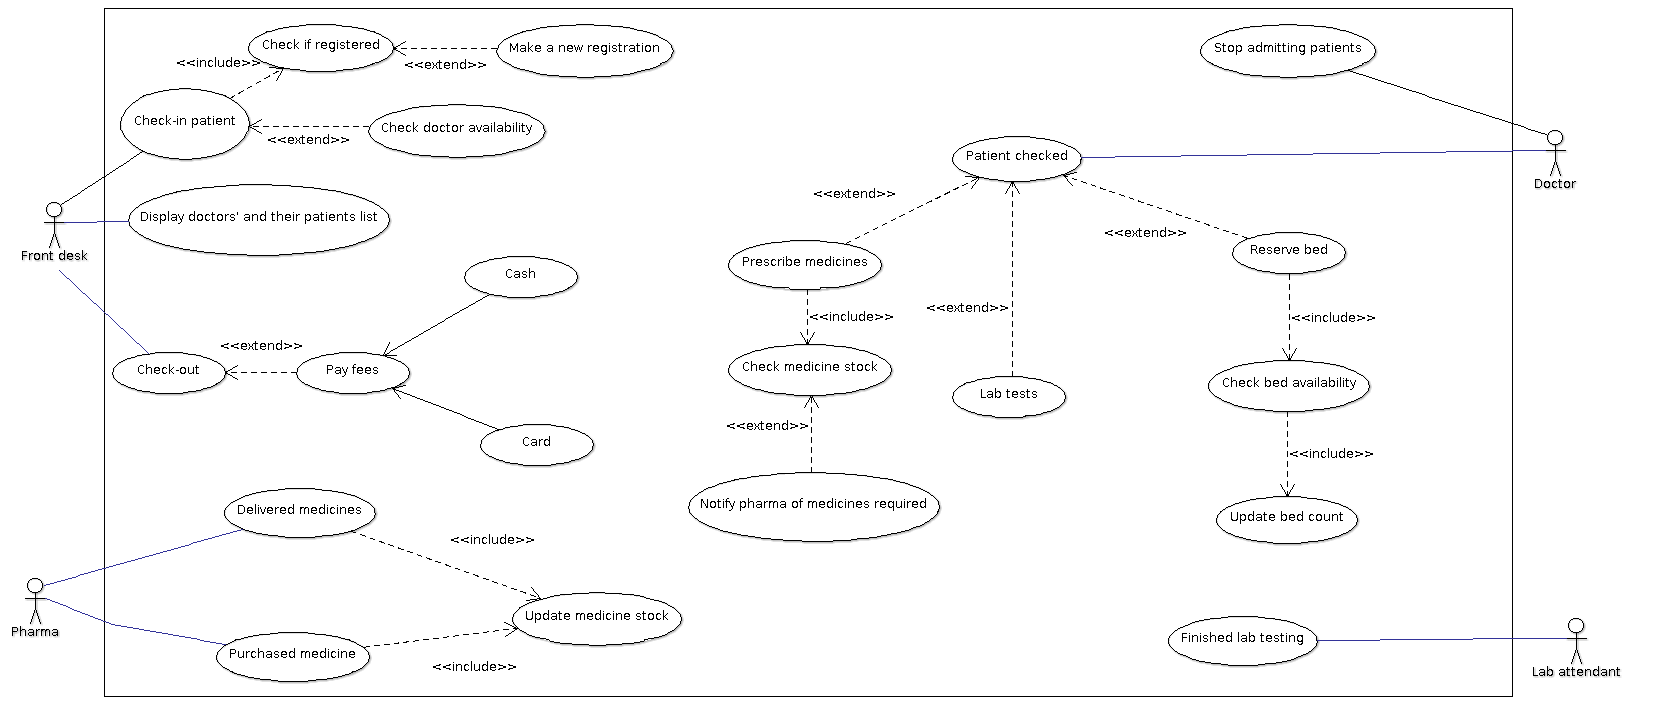 Check if registered
Make a new registration
Stop admitting patients
<<include>>
<<extend>>
Check-in patient
Check doctor availability
<<extend>>
Patient checked
Doctor
<<extend>>
Display doctors' and their patients list
<<extend>>
Front desk
Reserve bed
Prescribe medicines
Cash
<<extend>>
<<include>>
<<include>>
<<extend>>
Check-out
Pay fees
Check medicine stock
Check bed availability
Lab tests
<<extend>>
Card
<<include>>
Delivered medicines
Notify pharma of medicines required
Update bed count
<<include>>
Pharma
Update medicine stock
Finished lab testing
Purchased medicine
<<include>>
Lab attendant